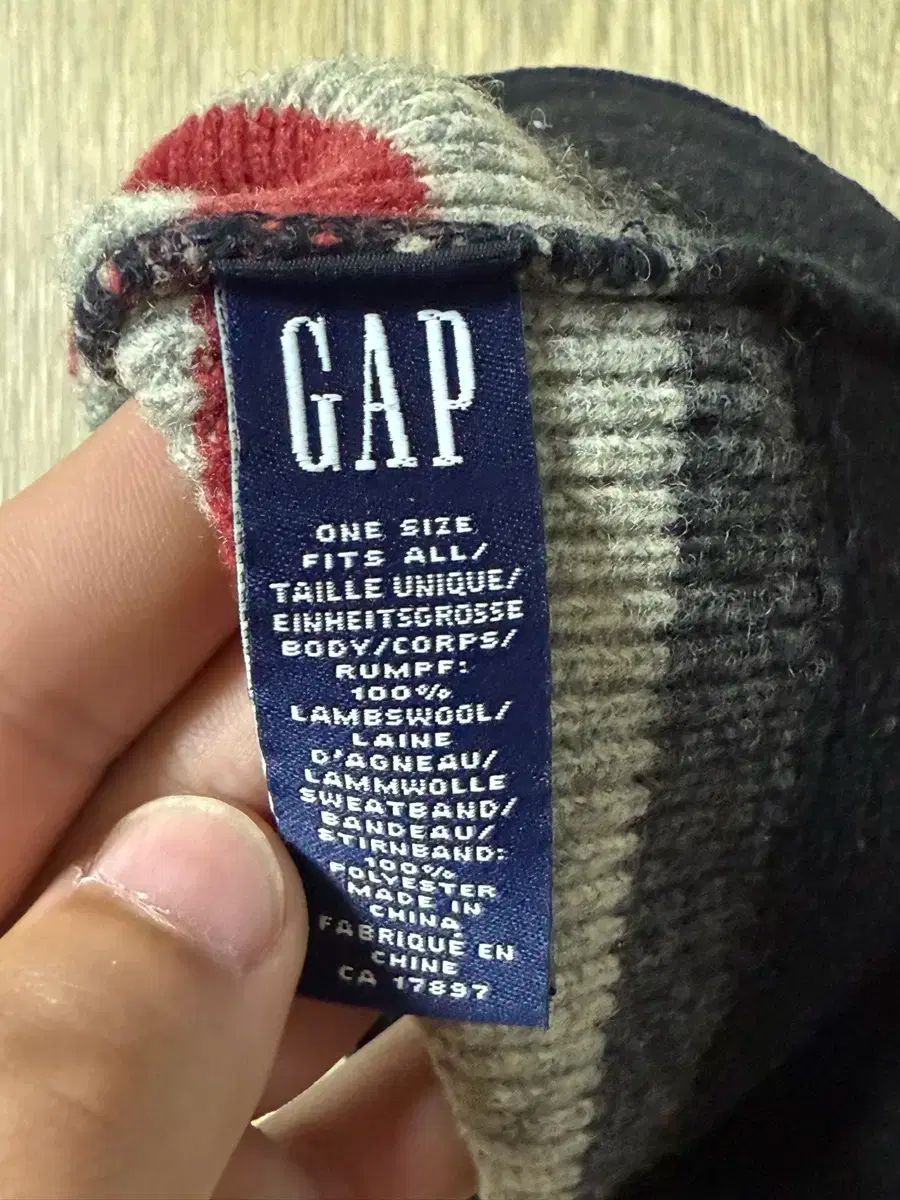 GAP
ONE SIZE
FITS ALL/
TAILLE UNIQUE/
EINHEITSGROSSE
BODY/CORPS/
RUMPF:
100%
LAMBSWOOL/
LAINE
D'AGNEAU/
LAMMWOLLE
SWEATBAND/
BANDEAU/
STIRNBAND:
100%
POLYESTER
MADE IN
CHINA
FABRIQUÉ EN
CHINE
CA 17897